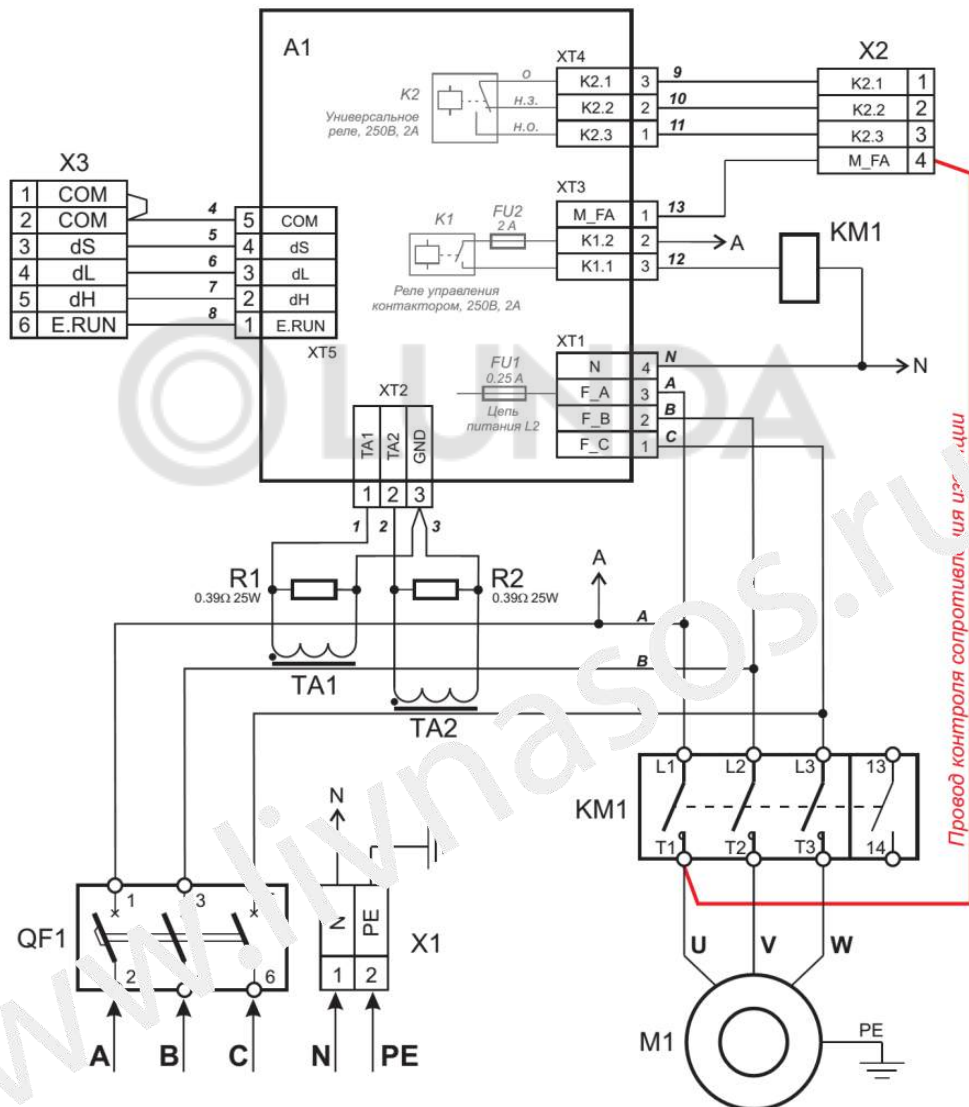 A1
XT4
X2
K2
Универсальное
реле, 250В, 2А
о
н.з.
н.о.
K2.1 3 9
K2.2 2 10
K2.3 1 11
K2.1 1
K2.2 2
K2.3 3
M_FA 4
X3
1 COM
2 COM
3 dS
4 dL
5 dH
6 E.RUN
4
5
6
7
8
5 COM
4 dS
3 dL
2 dH
1 E.RUN
XT5
XT3
K1
FU2
2 A
Реле управления
контактором, 250В, 2А
M_FA 1 13
K1.2 2 A
K1.1 3 12
KM1
XT1
FU1
0.25 A
Цепь
питания L2
N 4 N
F_A 3 A
F_B 2 B
F_C 1 C
N
LUNDA
XT2
TA1 TA2 GND
1 2 3
1 2 3
R1
0.39Ω 25W
R2
0.39Ω 25W
A
A
B
TA1
TA2
Провод контроля сопротивления
www.livnasos.ru
KM1
L1 L2 L3 13
T1 T2 T3 14
QF1
1 3
2 6
A B C
N
N PE
1 2
X1
N PE
U V W
M1
PE